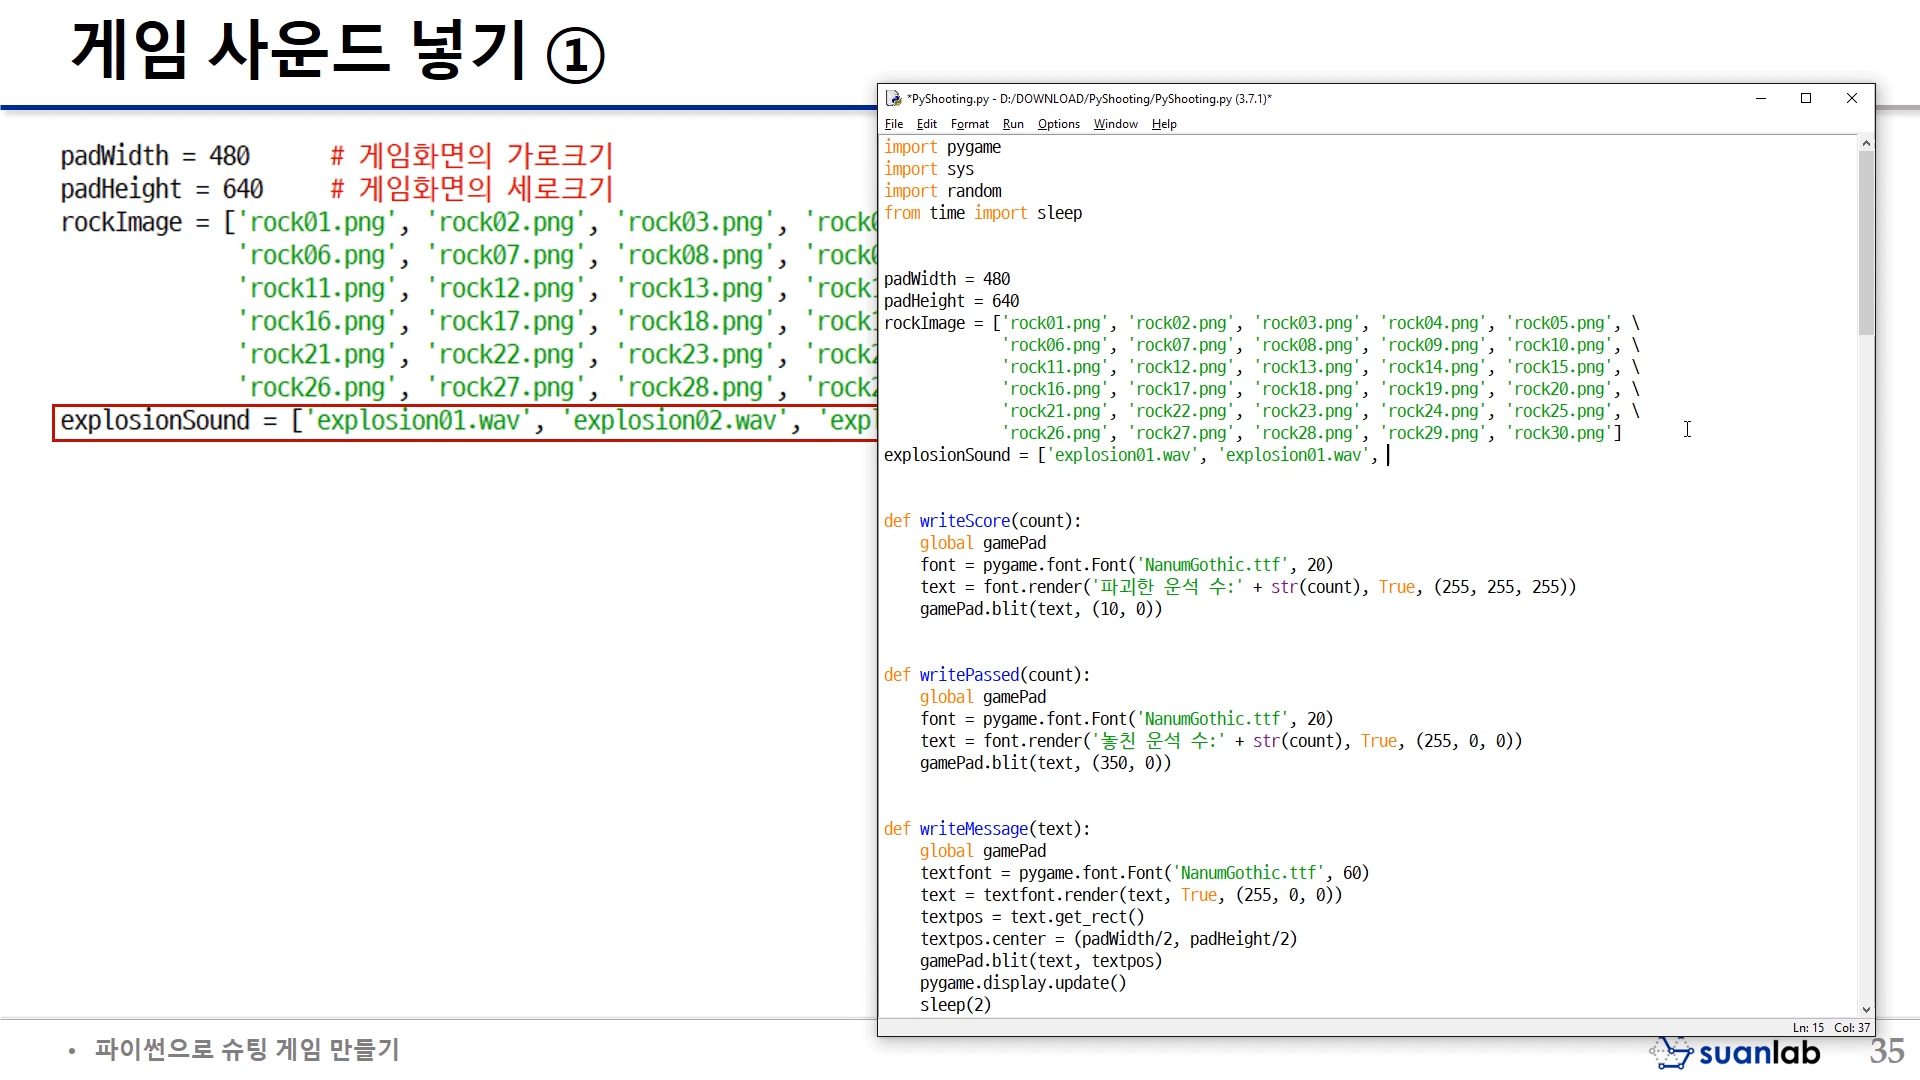 게임 사운드 넣기 ①
padWidth = 480 # 게임화면의 가로크기
padHeight = 640 # 게임화면의 세로크기
rockImage = ['rock01.png', 'rock02.png', 'rock03.png', 'rock
'rock06.png', 'rock07.png', 'rock08.png', 'rock
'rock11.png', 'rock12.png', 'rock13.png', 'rock1
'rock16.png', 'rock17.png', 'rock18.png', 'rock1
'rock21.png', 'rock22.png', 'rock23.png', 'rock2
'rock26.png', 'rock27.png', 'rock28.png', 'rock2
explosionSound = ['explosion01.wav', 'explosion02.wav', 'exp
*PyShooting.py - D:/DOWNLOAD/PyShooting/PyShooting.py (3.7.1)*
File Edit Format Run Options Window Help
import pygame
import sys
import random
from time import sleep
padWidth = 480
padHeight = 640
rockImage = ['rock01.png', 'rock02.png', 'rock03.png', 'rock04.png', 'rock05.png', \
'rock06.png', 'rock07.png', 'rock08.png', 'rock09.png', 'rock10.png', \
'rock11.png', 'rock12.png', 'rock13.png', 'rock14.png', 'rock15.png', \
'rock16.png', 'rock17.png', 'rock18.png', 'rock19.png', 'rock20.png', \
'rock21.png', 'rock22.png', 'rock23.png', 'rock24.png', 'rock25.png', \
'rock26.png', 'rock27.png', 'rock28.png', 'rock29.png', 'rock30.png']
explosionSound = ['explosion01.wav', 'explosion01.wav',
def writeScore(count):
global gamePad
font = pygame.font.Font('NanumGothic.ttf', 20)
text = font.render('파괴한 운석 수:' + str(count), True, (255, 255, 255))
gamePad.blit(text, (10, 0))
def writePassed(count):
global gamePad
font = pygame.font.Font('NanumGothic.ttf', 20)
text = font.render('놓친 운석 수:' + str(count), True, (255, 0, 0))
gamePad.blit(text, (350, 0))
def writeMessage(text):
global gamePad
textfont = pygame.font.Font('NanumGothic.ttf', 60)
text = textfont.render(text, True, (255, 0, 0))
textpos = text.get_rect()
textpos.center = (padWidth/2, padHeight/2)
gamePad.blit(text, textpos)
pygame.display.update()
sleep(2)
Ln: 15 Col: 37
• 파이썬으로 슈팅 게임 만들기
suanlab
35